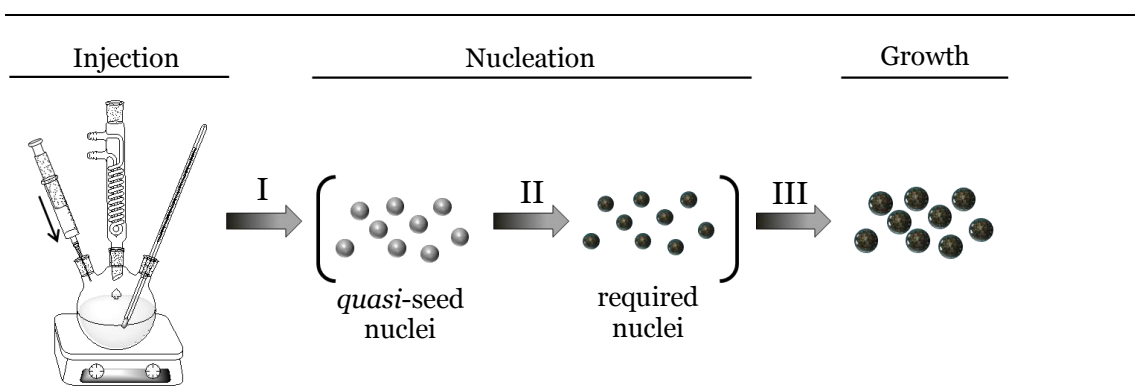 Injection
Nucleation
Growth
I
II
III
quasi-seed
nuclei
required
nuclei